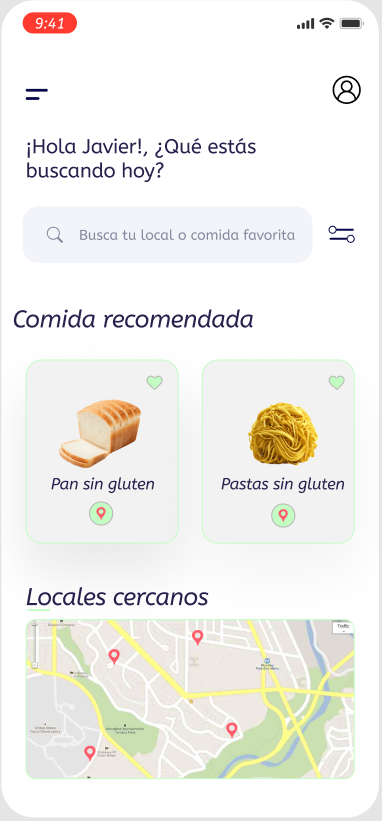 9:41
¡Hola Javier!, ¿Qué estás
buscando hoy?
Busca tu local o comida favorita
Comida recomendada
Pan sin gluten
Pastas sin gluten
Locales cercanos
Traffic